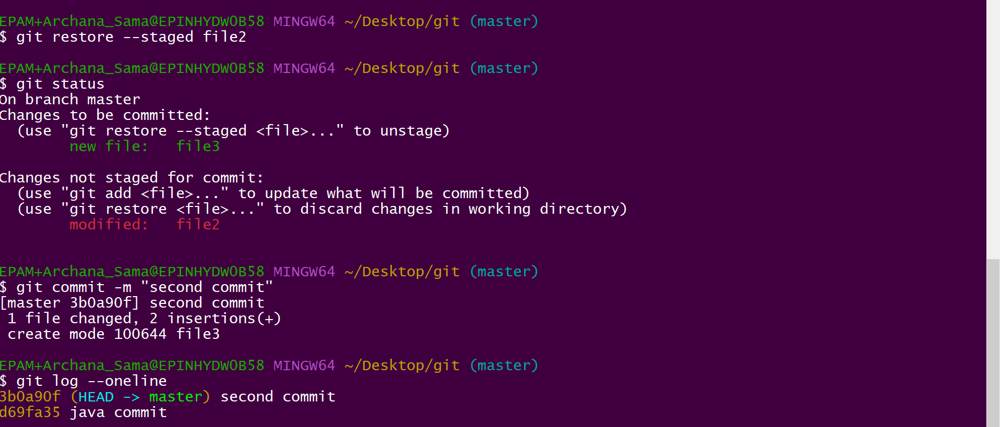 EPAM+Archana_Sama@EPINHYDW0B58 MINGW64 ~/Desktop/git (master)
$ git restore --staged file2
EPAM+Archana_Sama@EPINHYDW0B58 MINGW64 ~/Desktop/git (master)
$ git status
On branch master
Changes to be committed:
  (use "git restore --staged <file>..." to unstage)
        new file:   file3
Changes not staged for commit:
  (use "git add <file>..." to update what will be committed)
  (use "git restore <file>..." to discard changes in working directory)
        modified:   file2
EPAM+Archana_Sama@EPINHYDW0B58 MINGW64 ~/Desktop/git (master)
$ git commit -m "second commit"
[master 3b0a90f] second commit
 1 file changed, 2 insertions(+)
 create mode 100644 file3
EPAM+Archana_Sama@EPINHYDW0B58 MINGW64 ~/Desktop/git (master)
$ git log --oneline
3b0a90f (HEAD -> master) second commit
d69fa35 java commit